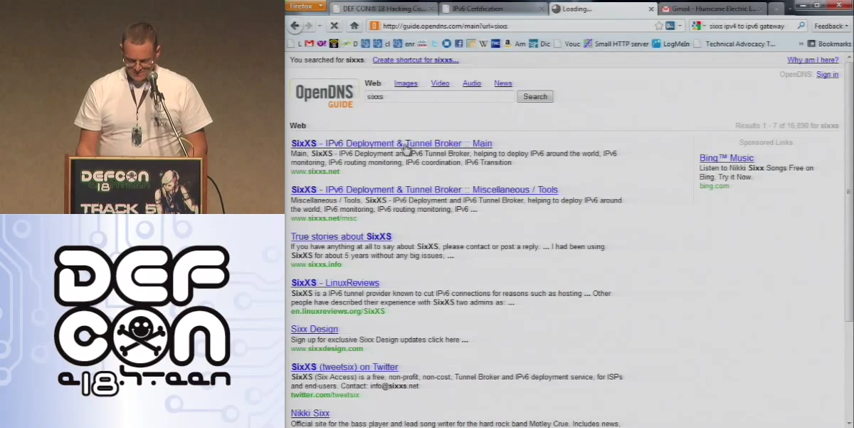 DEFCON
18
TRACK 5
DEF
CON
Firefox
DEF CON® 18 Hacking Co
IPv6 Certification
Loading...
Gmail - Hurricane Electric I.
http://guide.opendns.com/main?url=sixxs
sixxs ipv4 to ipv6 gateway
Feedback
enr
Am
Dic
Vouc
Small HTTP server
LogMeIn
Technical Advocacy T...
Bookmarks
You searched for sixxs. Create shortcut for sixxs...
Why am I here?
OpenDNS: Sign in
OpenDNS
GUIDE
Web Images Video Audio News
sixxs
Search
Web
Results 1 - 7 of 16,890 for sixxs
SixXS - IPv6 Deployment & Tunnel Broker :: Main
Main, SixXS - IPv6 Deployment and IPv6 Tunnel Broker, helping to deploy IPv6 around the world, IPv6
monitoring, IPv6 routing monitoring, IPv6 coordination, IPv6 Transition
www.sixxs.net
SixXS - IPv6 Deployment & Tunnel Broker :: Miscellaneous / Tools
Miscellaneous / Tools, SixXS - IPv6 Deployment and IPv6 Tunnel Broker, helping to deploy IPv6 around
the world, IPv6 monitoring, IPv6 routing monitoring, IPv6 ...
www.sixxs.net/misc
True stories about SixXS
If you have anything at all to say about SixXS, please contact or post a reply. ... I had been using
SixXS for about 5 years without any big issues, ...
www.sixxs.info
SixXS - LinuxReviews
SixXS is a IPv6 tunnel provider known to cut IPv6 connections for reasons such as hosting ... Other
people have described their experience with SixXS two admins as: ...
en.linuxreviews.org/SixXS
Sixx Design
Sign up for exclusive Sixx Design updates click here ...
www.sixxdesign.com
SixXS (tweetsix) on Twitter
SixXS (Six Access) is a free, non-profit, non-cost, Tunnel Broker and IPv6 deployment service, for ISPs
and end-users. Contact: info@sixxs.net
twitter.com/tweetsix
Nikki Sixx
Official site for the bass player and lead song writer for the hard rock band Motley Crue. Includes news,
Sponsored Links
Bing™ Music
Listen to Nikki Sixx Songs Free on
Bing. Try it Now.
bing.com